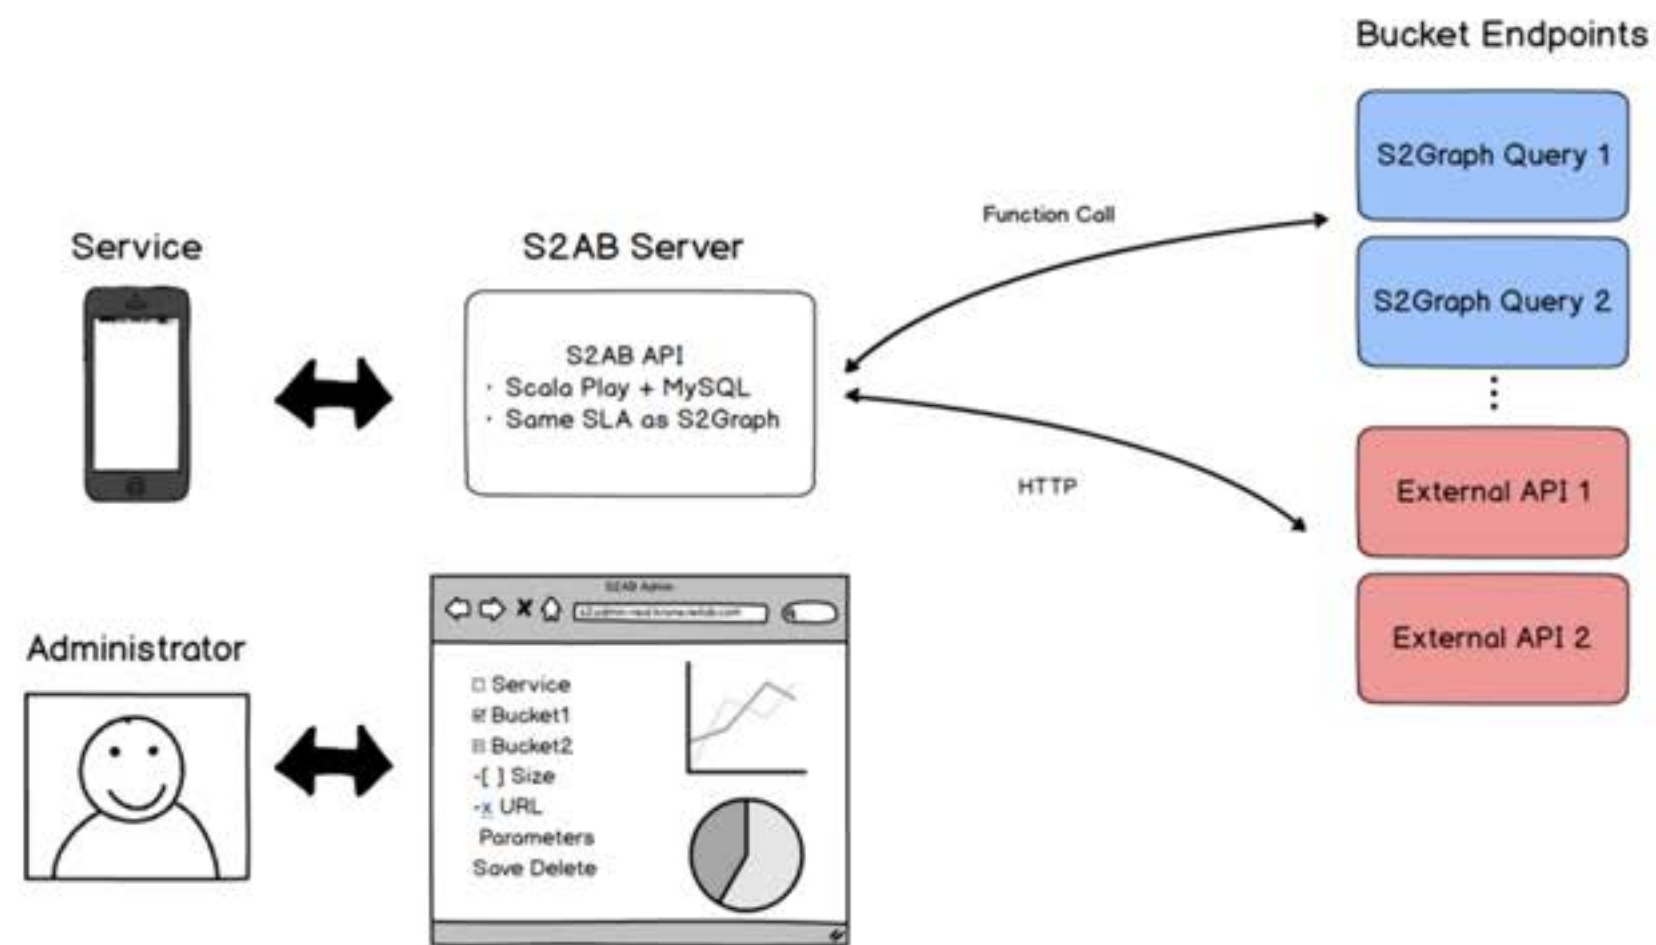 Bucket Endpoints
S2Graph Query 1
S2Graph Query 2
External API 1
External API 2
Function Call
HTTP
Service
S2AB Server
S2AB API
· Scala Play + MySQL
· Same SLA as S2Graph
Administrator
S2AB Admin
Service
Bucket1
Bucket2
-[ ] Size
-x URL
Parameters
Save Delete